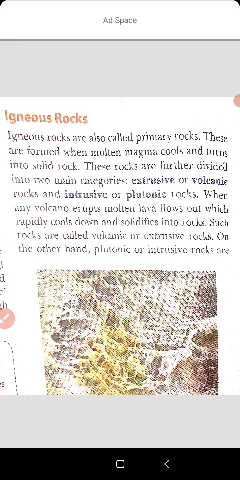 Ad Space
Igneous Rocks
Igneous rocks are also called primary rocks. These
are formed when molten magma cools and turns
into solid rock. These rocks are further divided
into two main categories: extrusive or volcanic
rocks and intrusive or plutonic rocks. When
any volcano erupts molten lava flows out which
rapidly cools down and solidifies into rocks. Such
rocks are called volcanic or extrusive rocks. On
the other hand, plutonic or intrusive rocks are